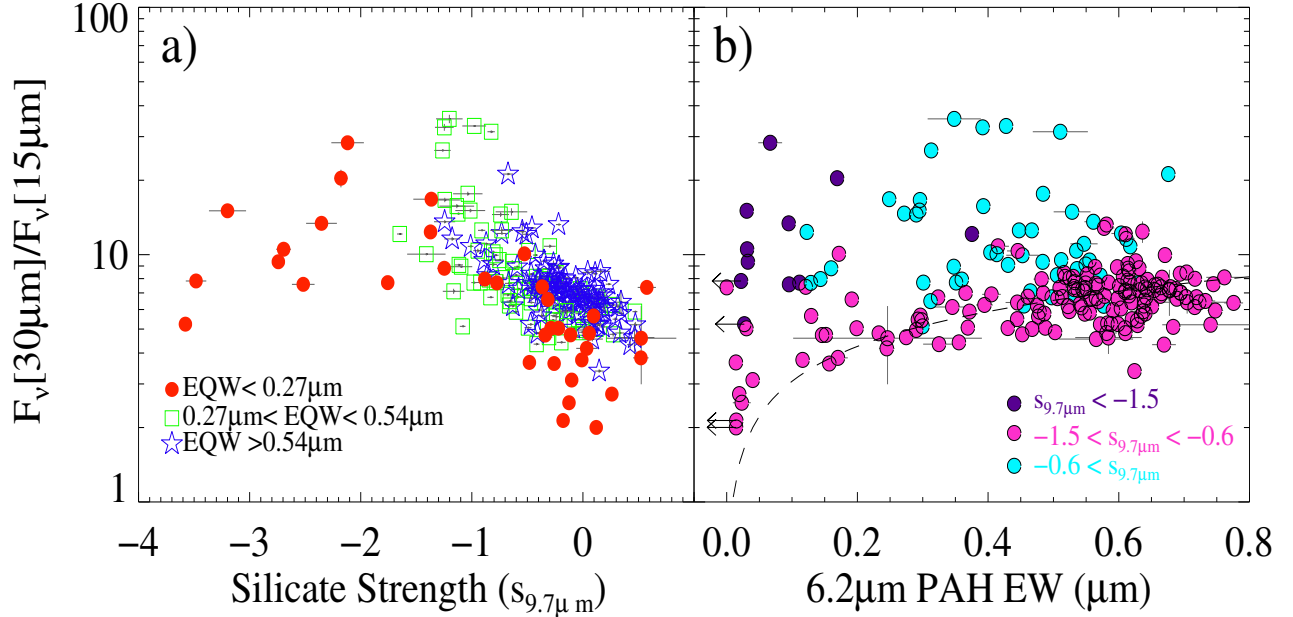 Fν[30μm]/Fν[15μm]
100
10
1
a)
EQW< 0.27μm
0.27μm< EQW< 0.54μm
EQW >0.54μm
−4 −3 −2 −1 0
Silicate Strength (s9.7μ m)
b)
s9.7μm < −1.5
−1.5 < s9.7μm < −0.6
−0.6 < s9.7μm
0.0 0.2 0.4 0.6 0.8
6.2μm PAH EW (μm)